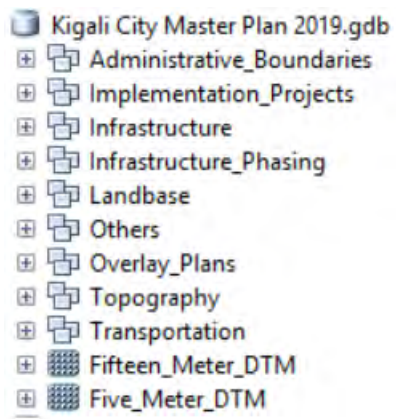 Kigali City Master Plan 2019.gdb
Administrative_Boundaries
Implementation_Projects
Infrastructure
Infrastructure_Phasing
Landbase
Others
Overlay_Plans
Topography
Transportation
Fifteen_Meter_DTM
Five_Meter_DTM